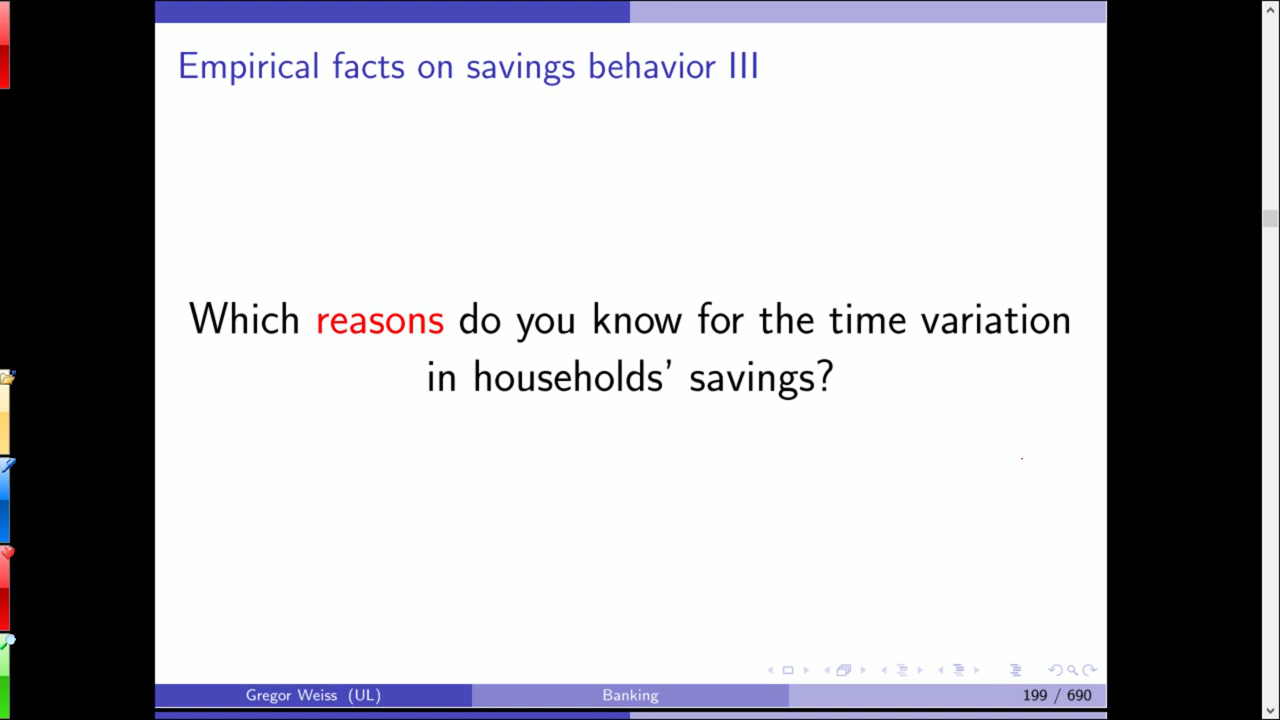 Empirical facts on savings behavior III
Which reasons do you know for the time variation
in households' savings?
Gregor Weiss (UL) Banking 199 / 690